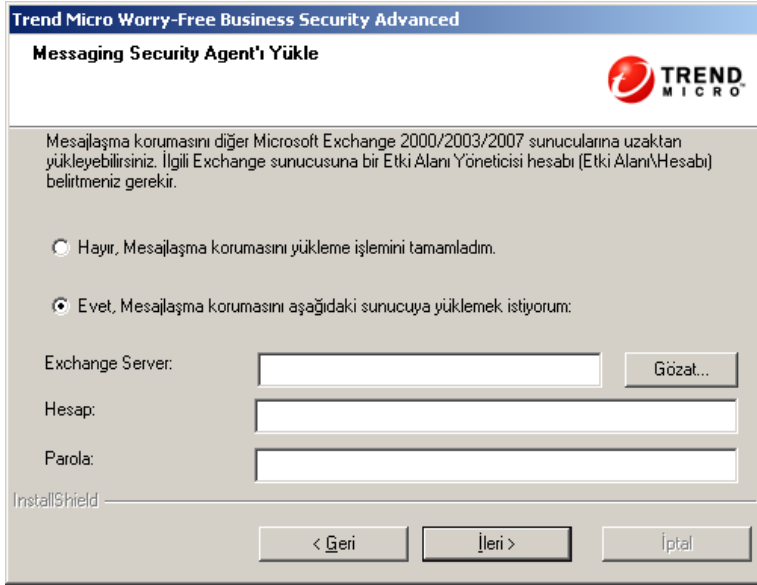 Trend Micro Worry-Free Business Security Advanced
Messaging Security Agent'ı Yükle
TREND
MICRO™
Mesajlaşma korumasını diğer Microsoft Exchange 2000/2003/2007 sunucularına uzaktan
yükleyebilirsiniz. İlgili Exchange sunucusuna bir Etki Alanı Yöneticisi hesabı (Etki Alanı\Hesabı)
belirtmeniz gerekir.
Hayır, Mesajlaşma korumasını yükleme işlemini tamamladım.
Evet, Mesajlaşma korumasını aşağıdaki sunucuya yüklemek istiyorum:
Exchange Server:
Gözat...
Hesap:
Parola:
InstallShield
< Geri
İleri >
İptal